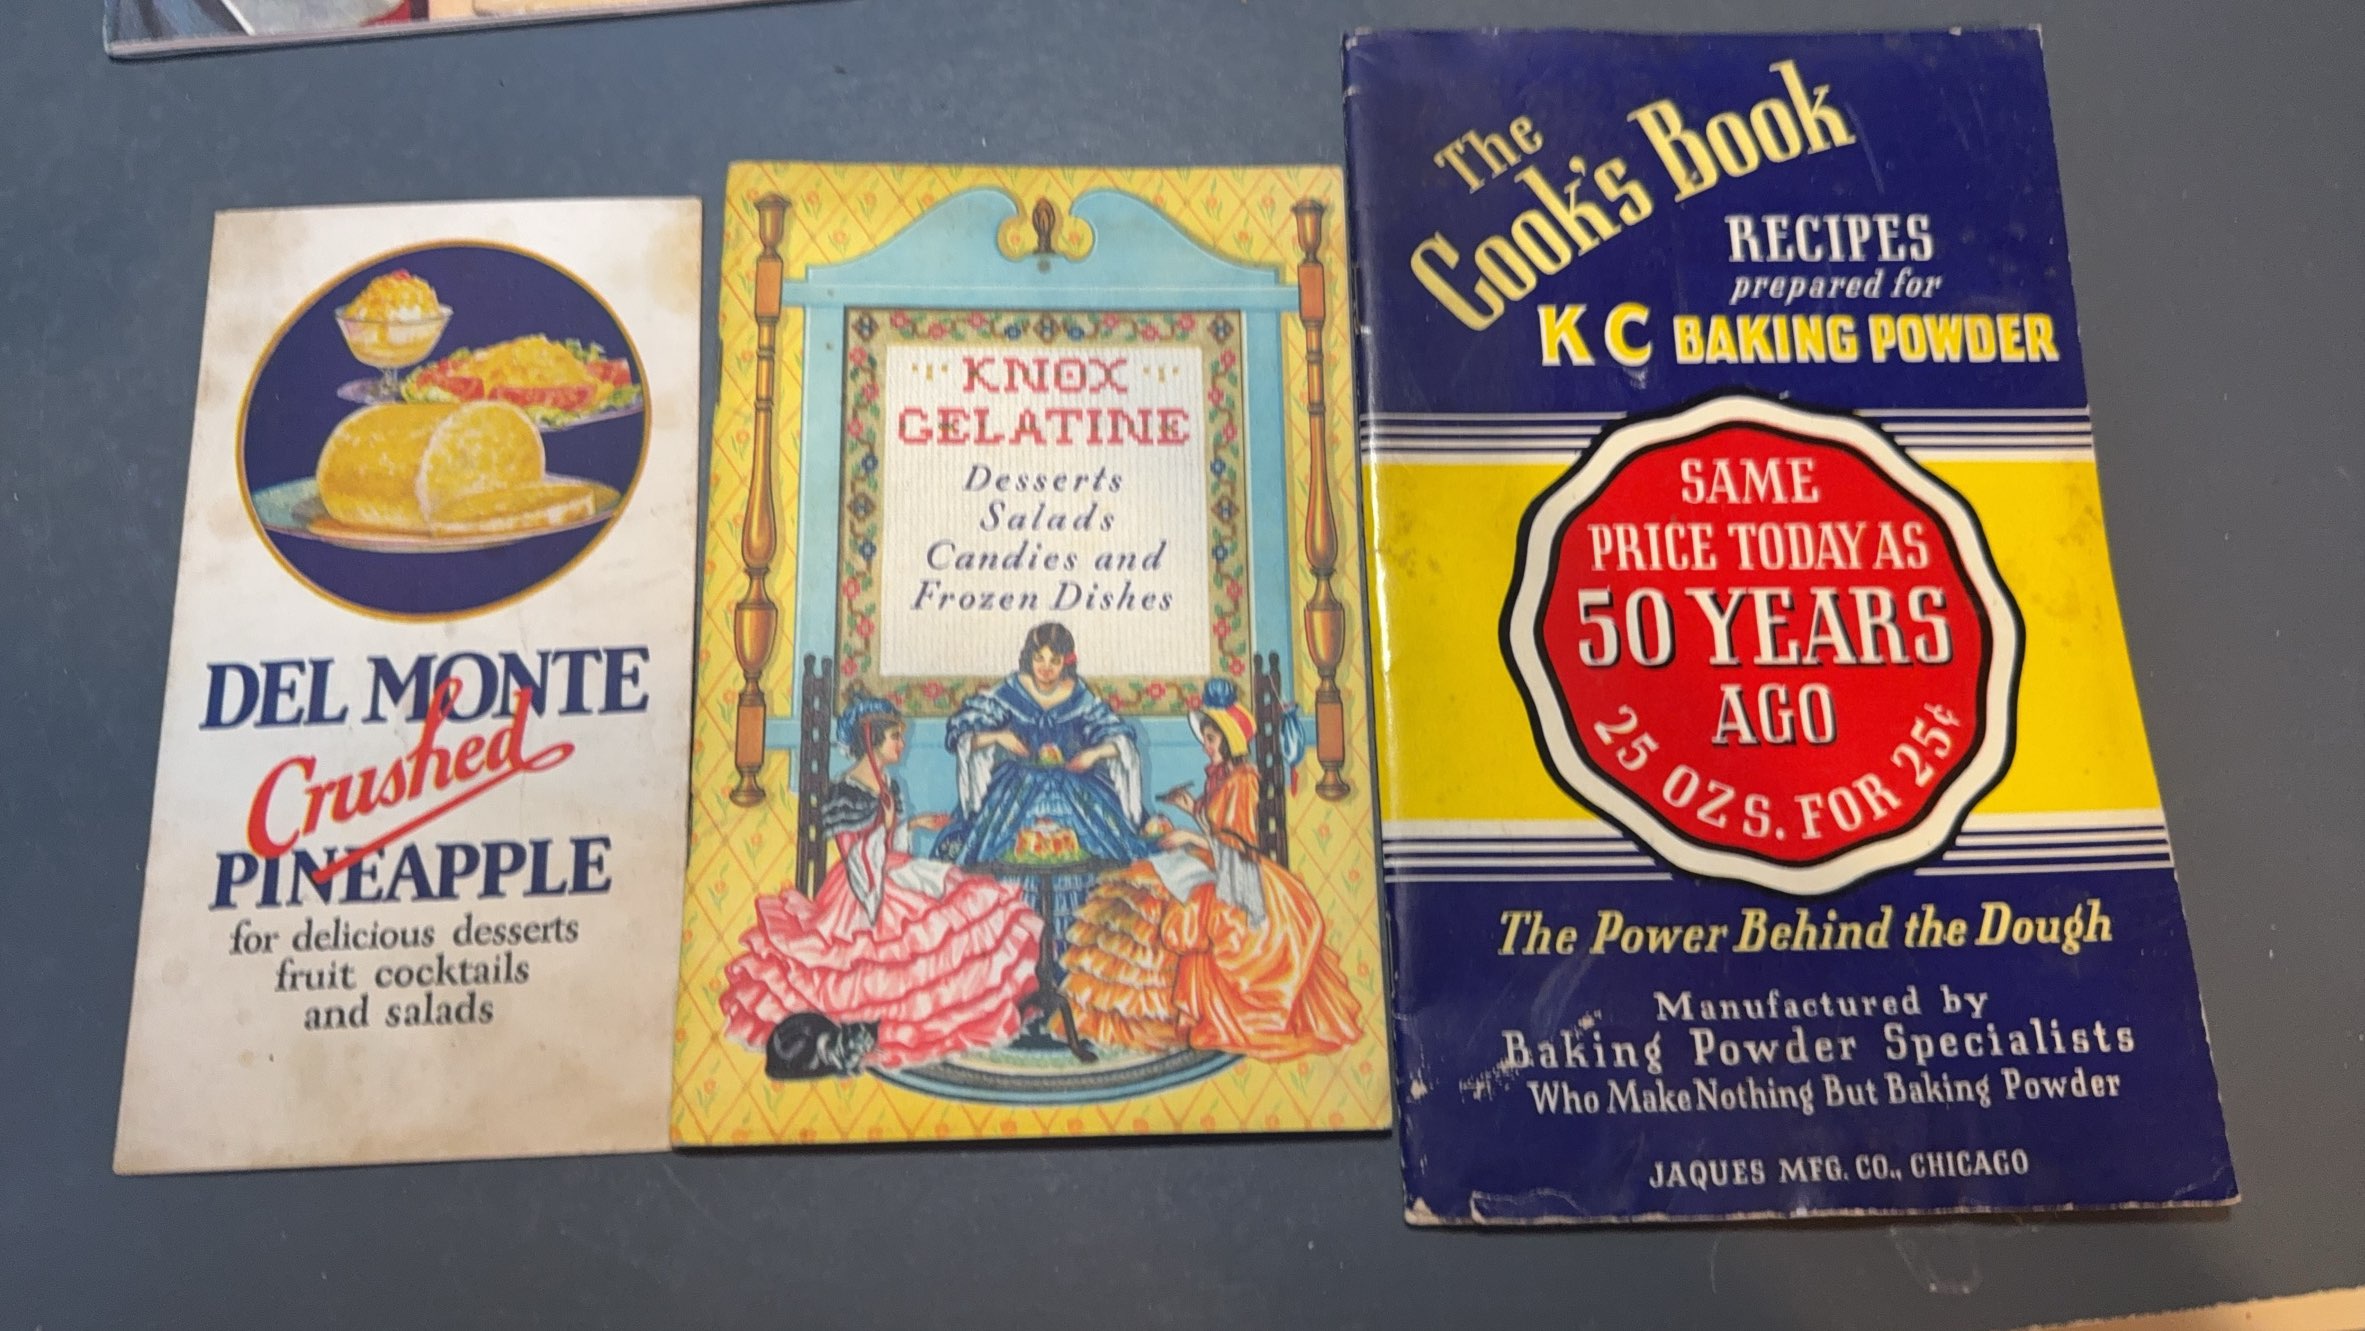 DEL MONTE
Crushed
PINEAPPLE
for delicious desserts
fruit cocktails
and salads
KNOX
GELATINE
Desserts
Salads
Candies and
Frozen Dishes
The
Cook's Book
RECIPES
prepared for
K C BAKING POWDER
SAME
PRICE TODAY AS
50 YEARS
AGO
25 OZS. FOR 25¢
The Power Behind the Dough
Manufactured by
Baking Powder Specialists
Who Make Nothing But Baking Powder
JAQUES MFG. CO., CHICAGO